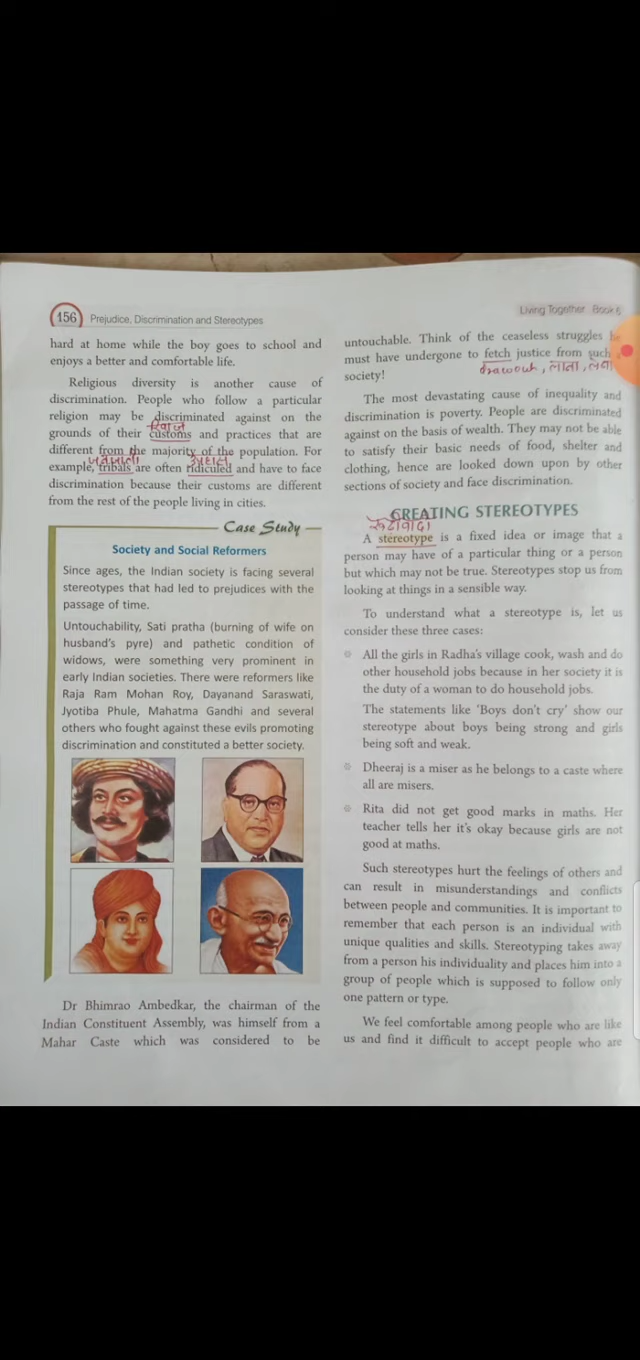 156 Prejudice, Discrimination and Stereotypes
hard at home while the boy goes to school and
enjoys a better and comfortable life.
Religious diversity is another cause of
discrimination. People who follow a particular
religion may be discriminated against on the
रिवाज
grounds of their customs and practices that are
different from the majority of the population. For
example, tribals are often ridiculed and have to face
discrimination because their customs are different
from the rest of the people living in cities.
Case Study
Society and Social Reformers
Since ages, the Indian society is facing several
stereotypes that had led to prejudices with the
passage of time.
Untouchability, Sati pratha (burning of wife on
husband's pyre) and pathetic condition of
widows, were something very prominent in
early Indian societies. There were reformers like
Raja Ram Mohan Roy, Dayanand Saraswati,
Jyotiba Phule, Mahatma Gandhi and several
others who fought against these evils promoting
discrimination and constituted a better society.
Dr Bhimrao Ambedkar, the chairman of the
Indian Constituent Assembly, was himself from a
Mahar Caste which was considered to be
Living Together Book 6
untouchable. Think of the ceaseless struggles he
must have undergone to fetch justice from such
drawout, लाना
society!
The most devastating cause of inequality and
discrimination is poverty. People are discriminated
against on the basis of wealth. They may not be able
to satisfy their basic needs of food, shelter and
clothing, hence are looked down upon by other
sections of society and face discrimination.
CREATING STEREOTYPES
A stereotype is a fixed idea or image that a
person may have of a particular thing or a person
but which may not be true. Stereotypes stop us from
looking at things in a sensible way.
To understand what a stereotype is, let us
consider these three cases:
All the girls in Radha's village cook, wash and do
other household jobs because in her society it is
the duty of a woman to do household jobs.
The statements like 'Boys don't cry' show our
stereotype about boys being strong and girls
being soft and weak.
Dheeraj is a miser as he belongs to a caste where
all are misers.
Rita did not get good marks in maths. Her
teacher tells her it's okay because girls are not
good at maths.
Such stereotypes hurt the feelings of others and
can result in misunderstandings and conflicts
between people and communities. It is important to
remember that each person is an individual with
unique qualities and skills. Stereotyping takes away
from a person his individuality and places him into a
group of people which is supposed to follow only
one pattern or type.
We feel comfortable among people who are like
us and find it difficult to accept people who are